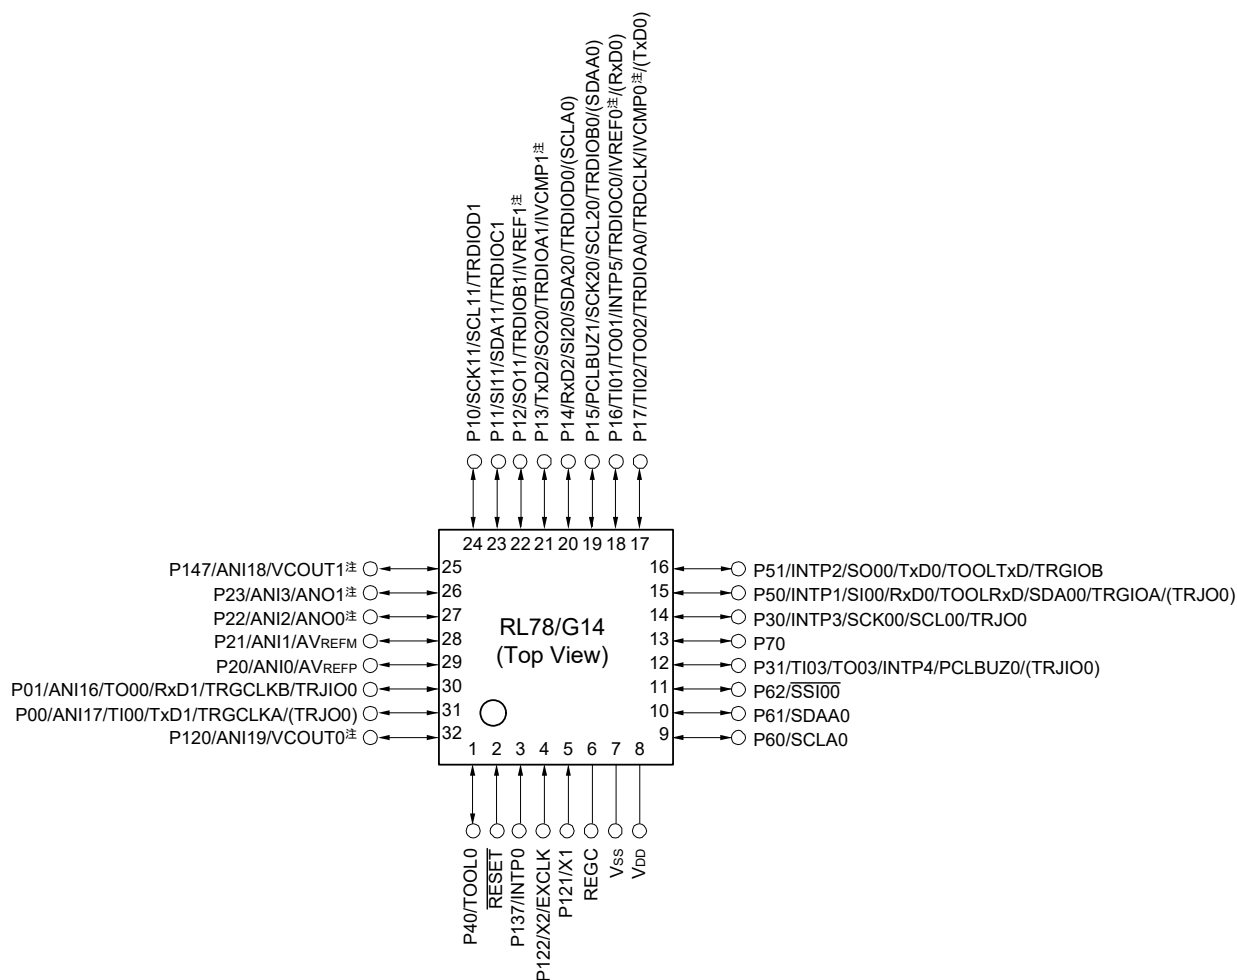 P10/SCK11/SCL11/TRDIOD1
P11/SI11/SDA11/TRDIOC1
P12/SO11/TRDIOB1/IVREF1注
P13/TxD2/SO20/TRDIOA1/IVCMP1注
P14/RxD2/SI20/SDA20/TRDIOD0/(SCLA0)
P15/PCLBUZ1/SCK20/SCL20/TRDIOB0/(SDAA0)
P16/TI01/TO01/INTP5/TRDIOC0/IVREF0注/(RxD0)
P17/TI02/TO02/TRDIOA0/TRDCLK/IVCMP0注/(TxD0)
24 23 22 21 20 19 18 17
P147/ANI18/VCOUT1注 25
P23/ANI3/ANO1注 26
P22/ANI2/ANO0注 27
P21/ANI1/AVREFM 28
P20/ANI0/AVREFP 29
P01/ANI16/TO00/RxD1/TRGCLKB/TRJIO0 30
P00/ANI17/TI00/TxD1/TRGCLKA/(TRJO0) 31
P120/ANI19/VCOUT0注 32
RL78/G14
(Top View)
16 P51/INTP2/SO00/TxD0/TOOLTxD/TRGIOB
15 P50/INTP1/SI00/RxD0/TOOLRxD/SDA00/TRGIOA/(TRJO0)
14 P30/INTP3/SCK00/SCL00/TRJO0
13 P70
12 P31/TI03/TO03/INTP4/PCLBUZ0/(TRJIO0)
11 P62/SSI00
10 P61/SDAA0
9 P60/SCLA0
1 2 3 4 5 6 7 8
P40/TOOL0
RESET
P137/INTP0
P122/X2/EXCLK
P121/X1
REGC
VSS
VDD